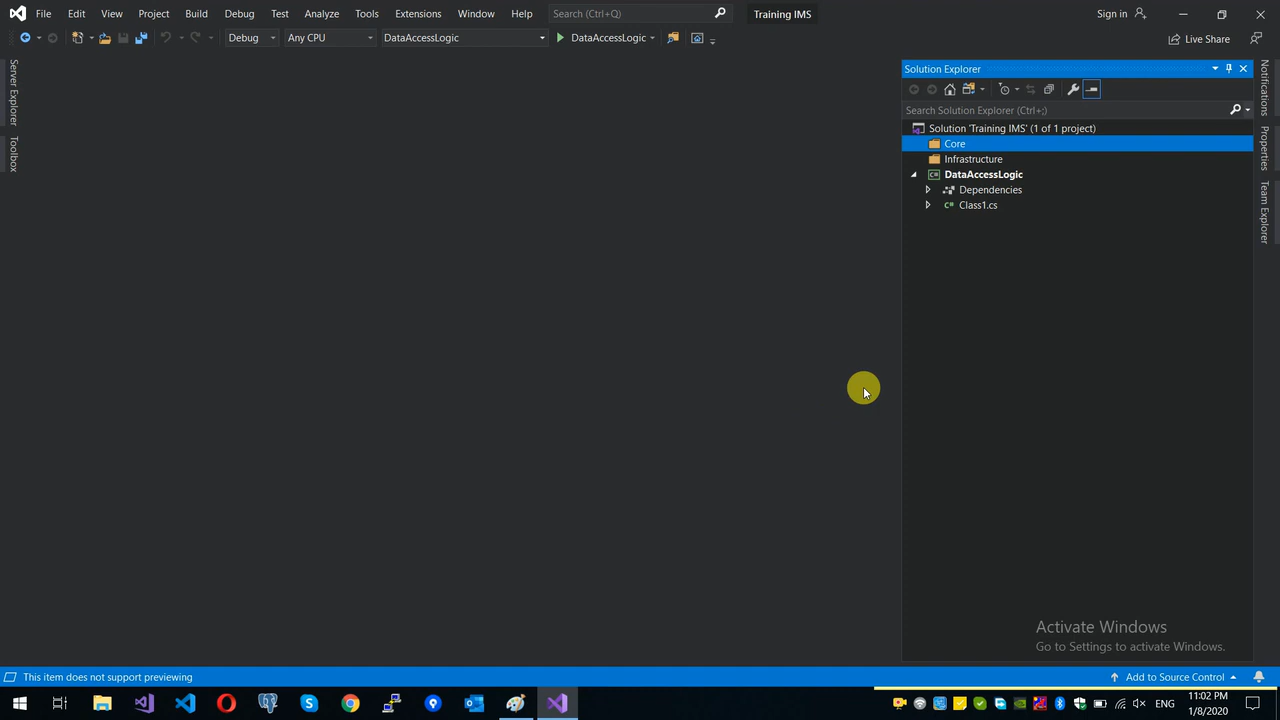 File Edit View Project Build Debug Test Analyze Tools Extensions Window Help Search (Ctrl+Q) Training IMS Sign in
Debug Any CPU DataAccessLogic DataAccessLogic Live Share
Server Explorer
Toolbox
Solution Explorer
Search Solution Explorer (Ctrl+;)
Solution 'Training IMS' (1 of 1 project)
Core
Infrastructure
DataAccessLogic
Dependencies
Class1.cs
Notifications
Properties
Team Explorer
Activate Windows
Go to Settings to activate Windows.
This item does not support previewing Add to Source Control
ENG
11:02 PM
1/8/2020